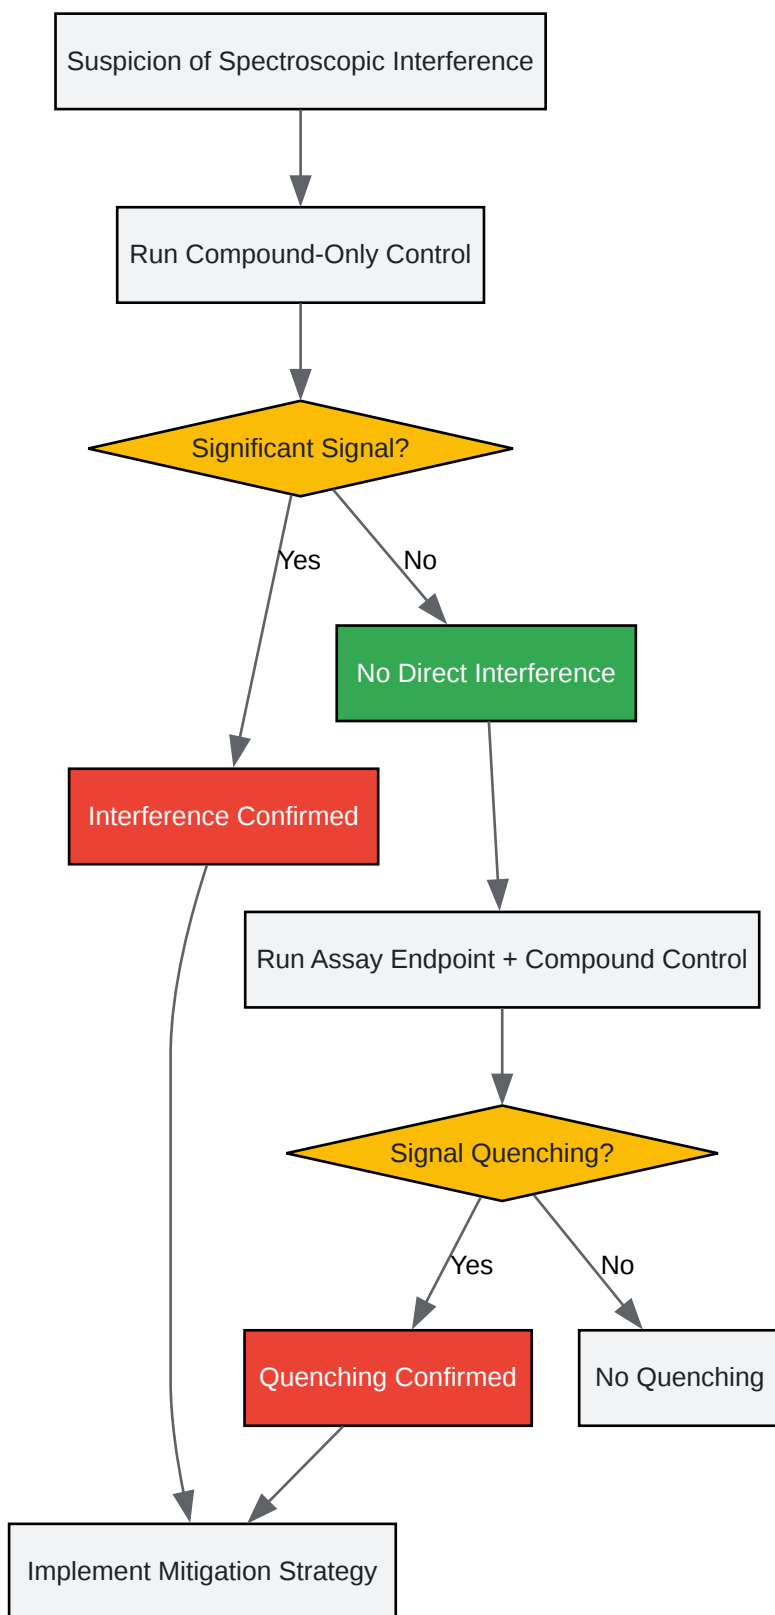 Suspicion of Spectroscopic Interference
Run Compound-Only Control
Significant Signal?
Yes
No
No Direct Interference
Interference Confirmed
Run Assay Endpoint + Compound Control
Signal Quenching?
Yes
No
Quenching Confirmed
No Quenching
Implement Mitigation Strategy